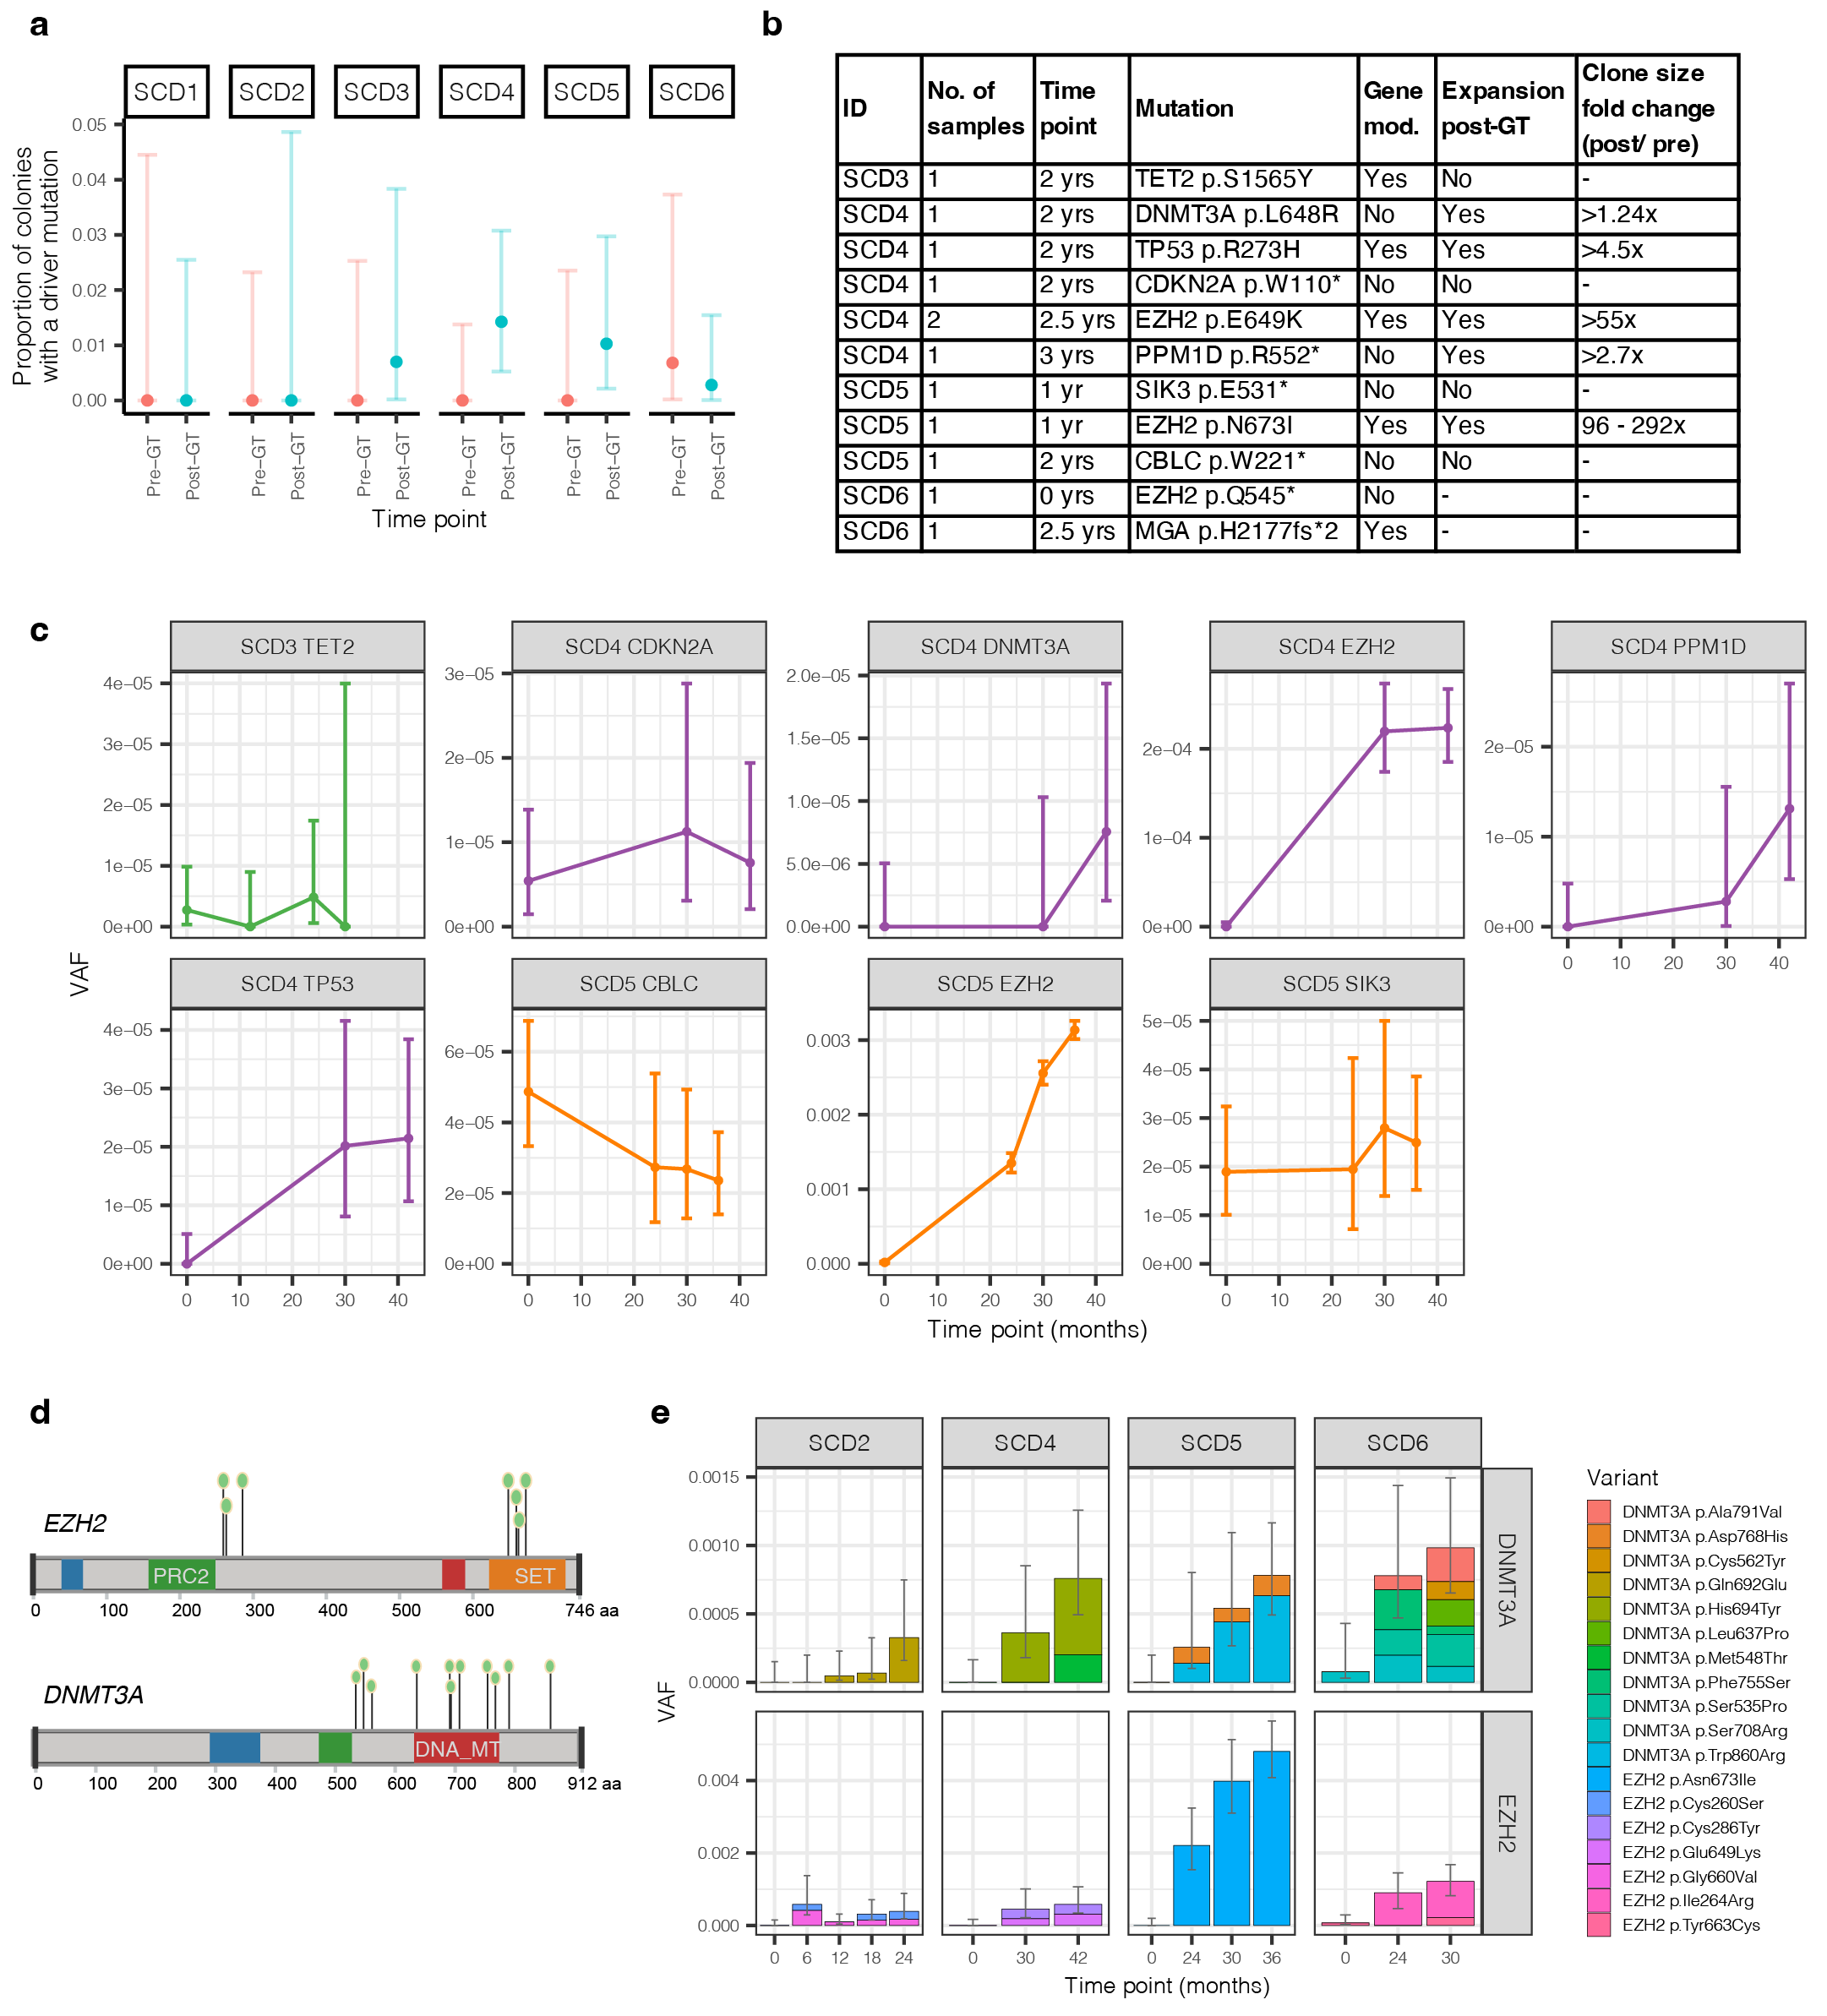 a
SCD1 SCD2 SCD3 SCD4 SCD5 SCD6
Proportion of colonies
with a driver mutation
0.05
0.04
0.03
0.02
0.01
0.00
Pre−GT Post−GT Pre−GT Post−GT Pre−GT Post−GT Pre−GT Post−GT Pre−GT Post−GT Pre−GT Post−GT
Time point
b
ID No. of samples Time point Mutation Gene mod. Expansion post-GT Clone size fold change (post/ pre)
SCD3 1 2 yrs TET2 p.S1565Y Yes No -
SCD4 1 2 yrs DNMT3A p.L648R No Yes >1.24x
SCD4 1 2 yrs TP53 p.R273H Yes Yes >4.5x
SCD4 1 2 yrs CDKN2A p.W110* No No -
SCD4 2 2.5 yrs EZH2 p.E649K Yes Yes >55x
SCD4 1 3 yrs PPM1D p.R552* No Yes >2.7x
SCD5 1 1 yr SIK3 p.E531* No No -
SCD5 1 1 yr EZH2 p.N673I Yes Yes 96 - 292x
SCD5 1 2 yrs CBLC p.W221* No No -
SCD6 1 0 yrs EZH2 p.Q545* No - -
SCD6 1 2.5 yrs MGA p.H2177fs*2 Yes - -
c
VAF
SCD3 TET2
4e−05
3e−05
2e−05
1e−05
0e+00
SCD4 CDKN2A
3e−05
2e−05
1e−05
0e+00
SCD4 DNMT3A
2.0e−05
1.5e−05
1.0e−05
5.0e−06
0.0e+00
SCD4 EZH2
2e−04
1e−04
0e+00
SCD4 PPM1D
2e−05
1e−05
0e+00
0 10 20 30 40
SCD4 TP53
4e−05
3e−05
2e−05
1e−05
0e+00
0 10 20 30 40
SCD5 CBLC
6e−05
4e−05
2e−05
0e+00
0 10 20 30 40
SCD5 EZH2
0.003
0.002
0.001
0.000
0 10 20 30 40
SCD5 SIK3
5e−05
4e−05
3e−05
2e−05
1e−05
0e+00
0 10 20 30 40
Time point (months)
d
EZH2
PRC2 SET
0 100 200 300 400 500 600 746 aa
DNMT3A
DNA_MT
0 100 200 300 400 500 600 700 800 912 aa
e
SCD2 SCD4 SCD5 SCD6
VAF
0.0015
0.0010
0.0005
0.0000
DNMT3A
0.004
0.002
0.000
EZH2
0 6 12 18 24 0 30 42 0 24 30 36 0 24 30
Time point (months)
Variant
DNMT3A p.Ala791Val
DNMT3A p.Asp768His
DNMT3A p.Cys562Tyr
DNMT3A p.Gln692Glu
DNMT3A p.His694Tyr
DNMT3A p.Leu637Pro
DNMT3A p.Met548Thr
DNMT3A p.Phe755Ser
DNMT3A p.Ser535Pro
DNMT3A p.Ser708Arg
DNMT3A p.Trp860Arg
EZH2 p.Asn673Ile
EZH2 p.Cys260Ser
EZH2 p.Cys286Tyr
EZH2 p.Glu649Lys
EZH2 p.Gly660Val
EZH2 p.Ile264Arg
EZH2 p.Tyr663Cys